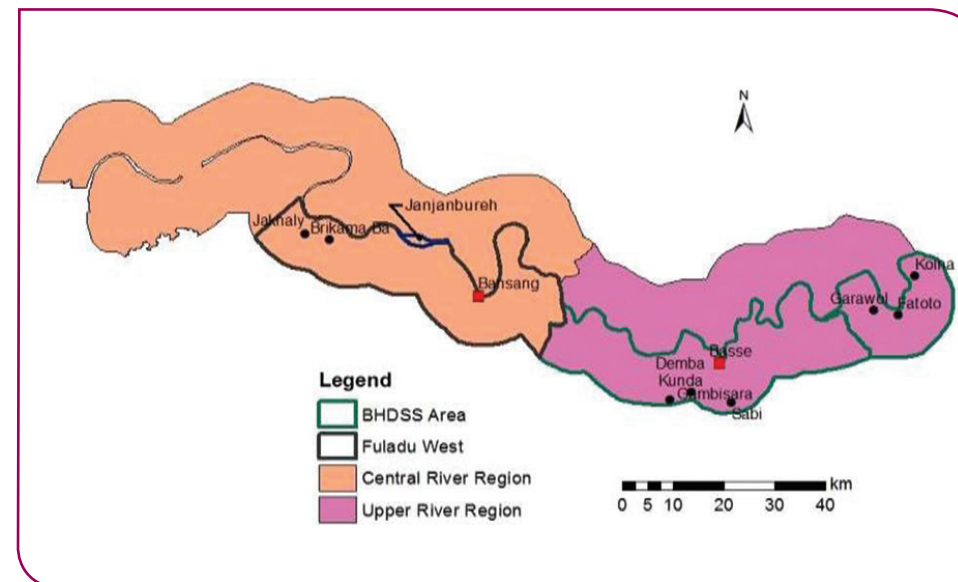 N
Janjanbureh
Jakhaly
Brikama Ba
Bansang
Koina
Garawol
Fatoto
Basse
Demba
Kunda
Gambisara
Sabi
Legend
BHDSS Area
Fuladu West
Central River Region
Upper River Region
km
0 5 10 20 30 40